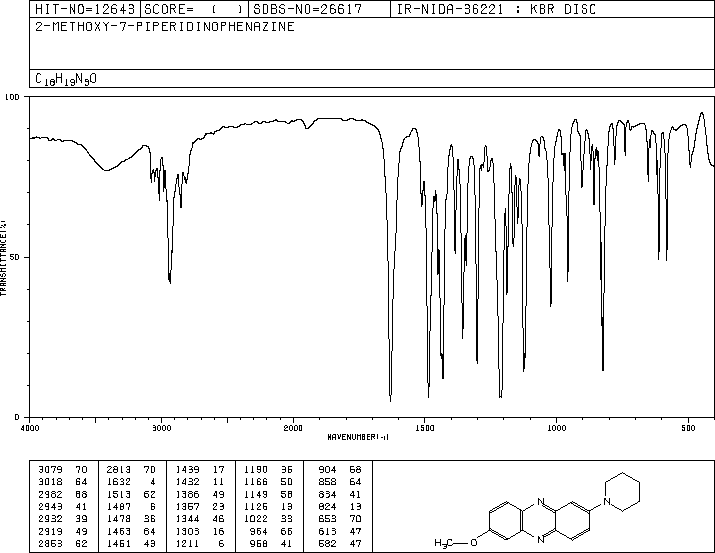 HIT-NO=12643 SCORE= ( ) SDBS-NO=26617 IR-NIDA-36221 : KBR DISC
2-METHOXY-7-PIPERIDINOPHENAZINE
C18H19N3O
100
50
0
TRANSMITTANCE(%)
4000 3000 2000 1500 1000 500
WAVENUMBER(-1)
3079 70 2813 70 1439 17 1190 36 904 68
3018 64 1632 4 1432 11 1166 50 858 64
2982 68 1513 62 1386 49 1149 58 834 41
2943 41 1487 6 1357 23 1126 13 824 13
2932 39 1478 36 1344 46 1022 33 653 70
2919 49 1463 64 1303 16 964 66 613 47
2853 62 1451 43 1211 6 958 41 582 47
N
N
N
H3C O